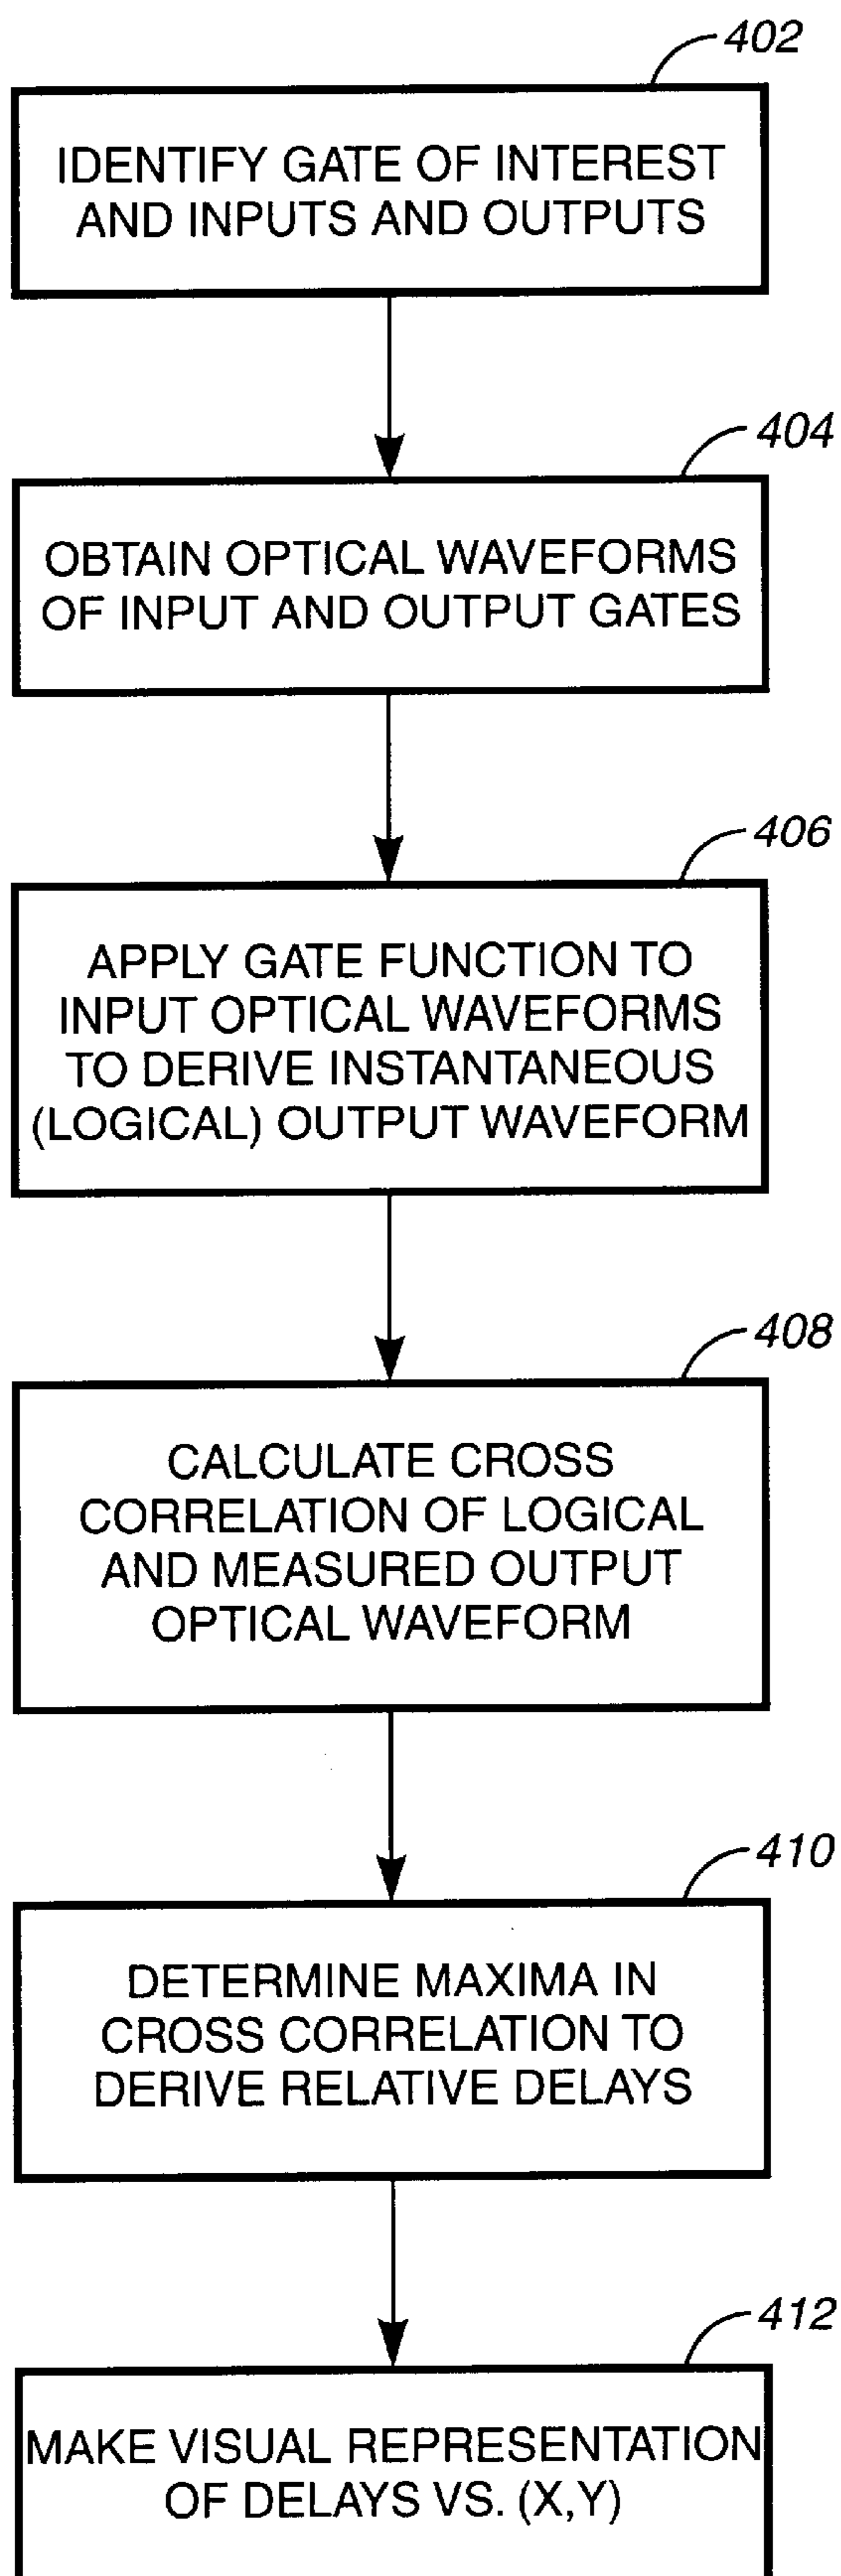 402
IDENTIFY GATE OF INTEREST
AND INPUTS AND OUTPUTS
404
OBTAIN OPTICAL WAVEFORMS
OF INPUT AND OUTPUT GATES
406
APPLY GATE FUNCTION TO
INPUT OPTICAL WAVEFORMS
TO DERIVE INSTANTANEOUS
(LOGICAL) OUTPUT WAVEFORM
408
CALCULATE CROSS
CORRELATION OF LOGICAL
AND MEASURED OUTPUT
OPTICAL WAVEFORM
410
DETERMINE MAXIMA IN
CROSS CORRELATION TO
DERIVE RELATIVE DELAYS
412
MAKE VISUAL REPRESENTATION
OF DELAYS VS. (X,Y)